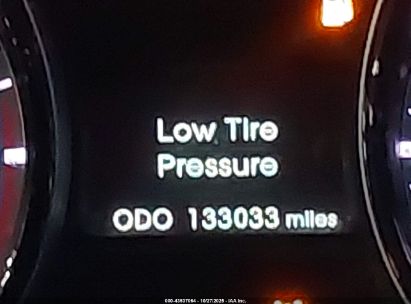 Low Tire
Pressure
ODO 133033 miles